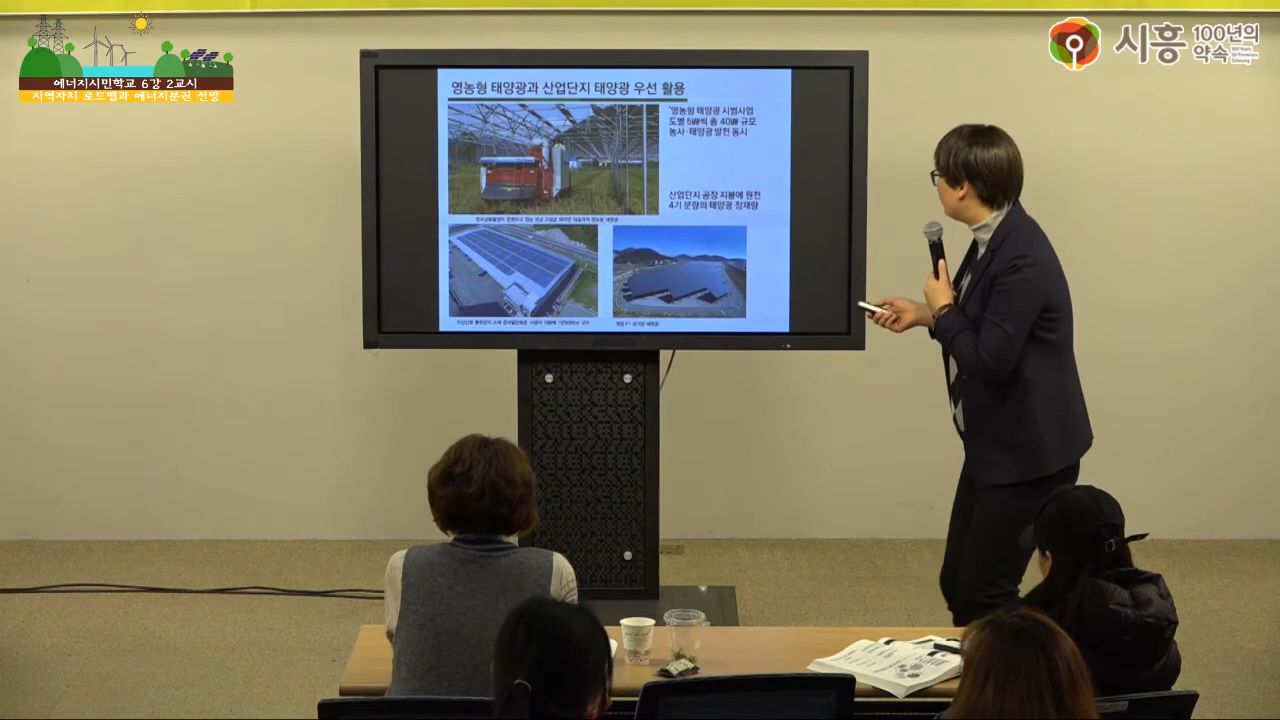 에너지시민학교 6강 2교시
지역자치 로드맵과 에너지분권 전망
시흥
100년의
약속
영농형 태양광과 산업단지 태양광 우선 활용
'영농형 태양광 시범사업
도별 5㎿씩 총 40㎿ 규모
농사·태양광 발전 동시
산업단지 공장 지붕에 원전
4기 분량의 태양광 잠재량